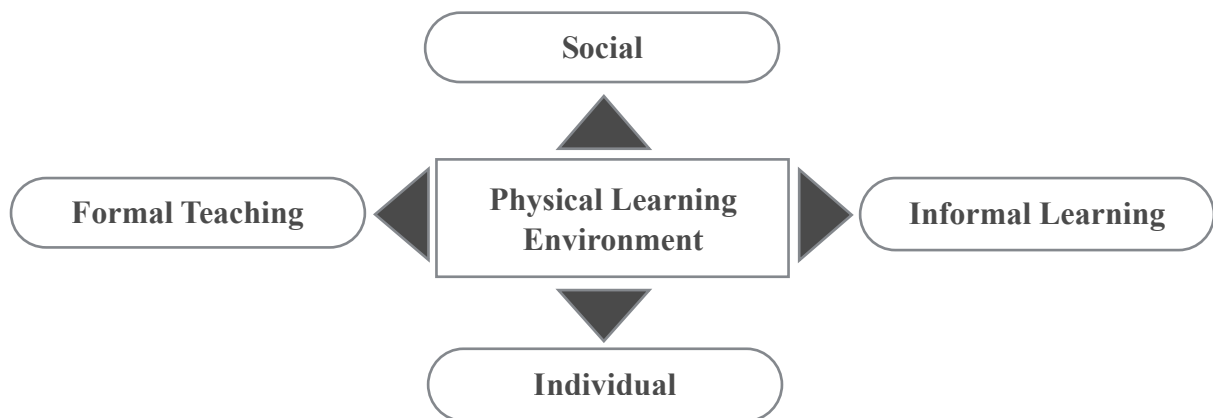 Social
Formal Teaching
Physical Learning
Environment
Informal Learning
Individual